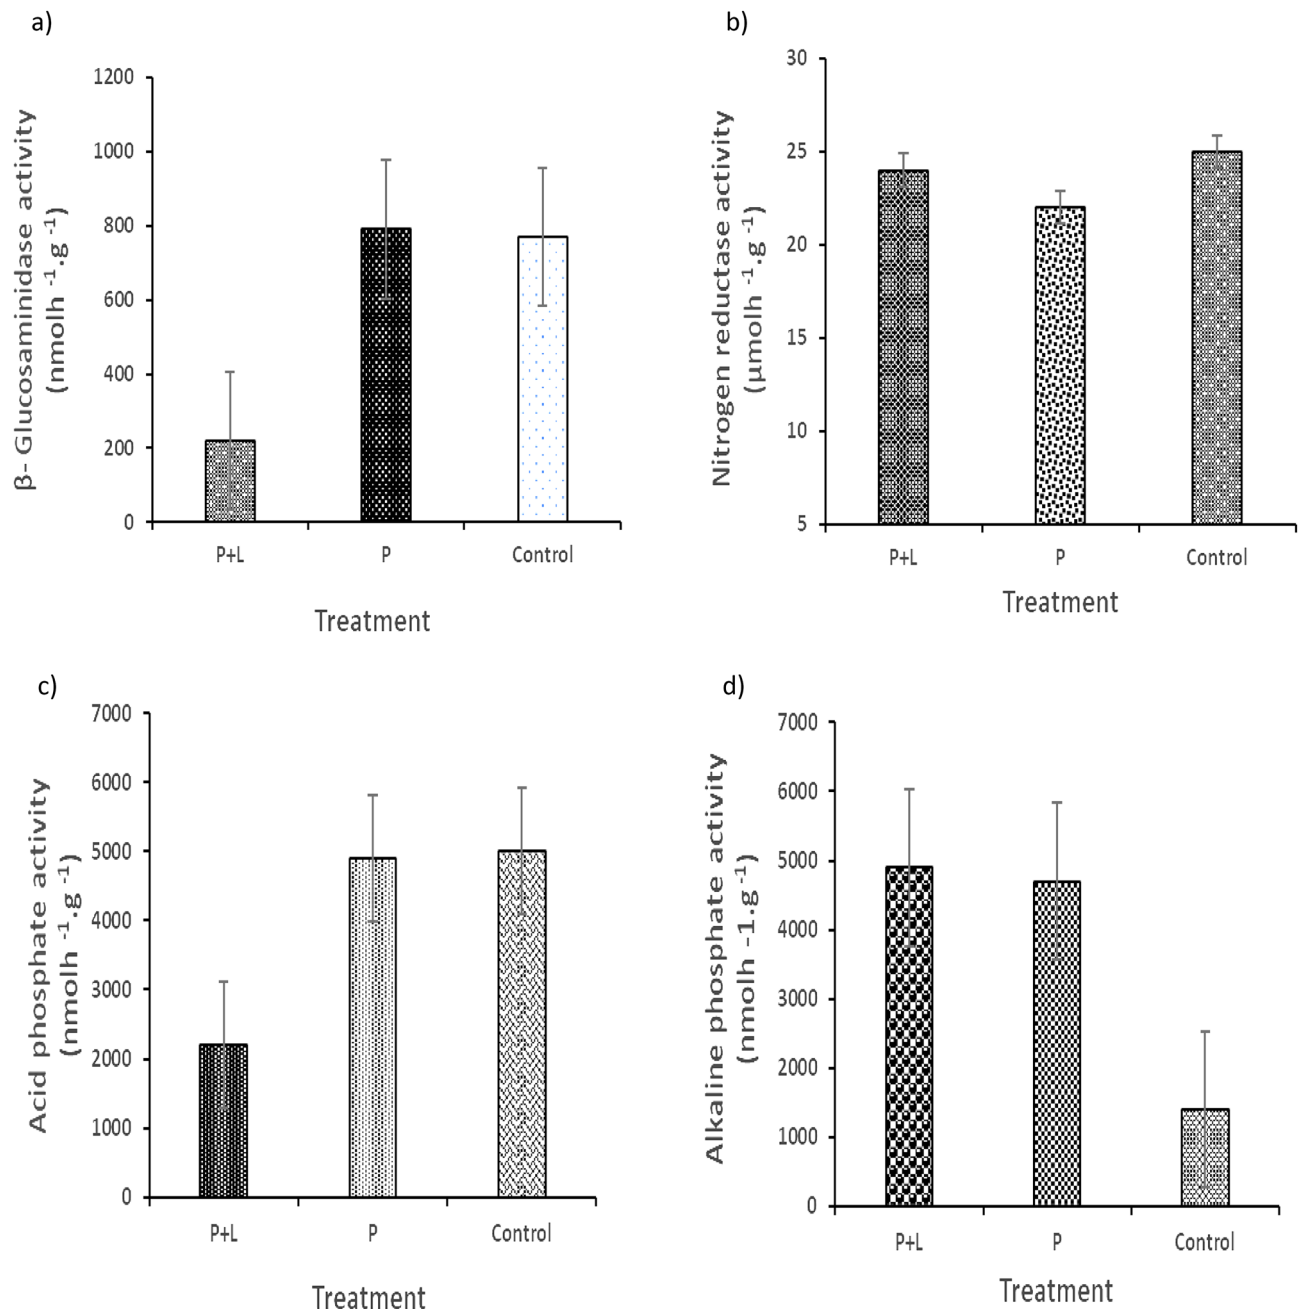 a)
β- Glucosaminidase activity
(nmolh -1.g -1)
1200
1000
800
600
400
200
0
P+L P Control
Treatment
b)
Nitrogen reductase activity
(μmolh -1.g -1)
30
25
20
15
10
5
P+L P Control
Treatment
c)
Acid phosphate activity
(nmolh -1.g -1)
7000
6000
5000
4000
3000
2000
1000
0
P+L P Control
Treatment
d)
Alkaline phosphate activity
(nmolh -1.g -1)
7000
6000
5000
4000
3000
2000
1000
0
P+L P Control
Treatment